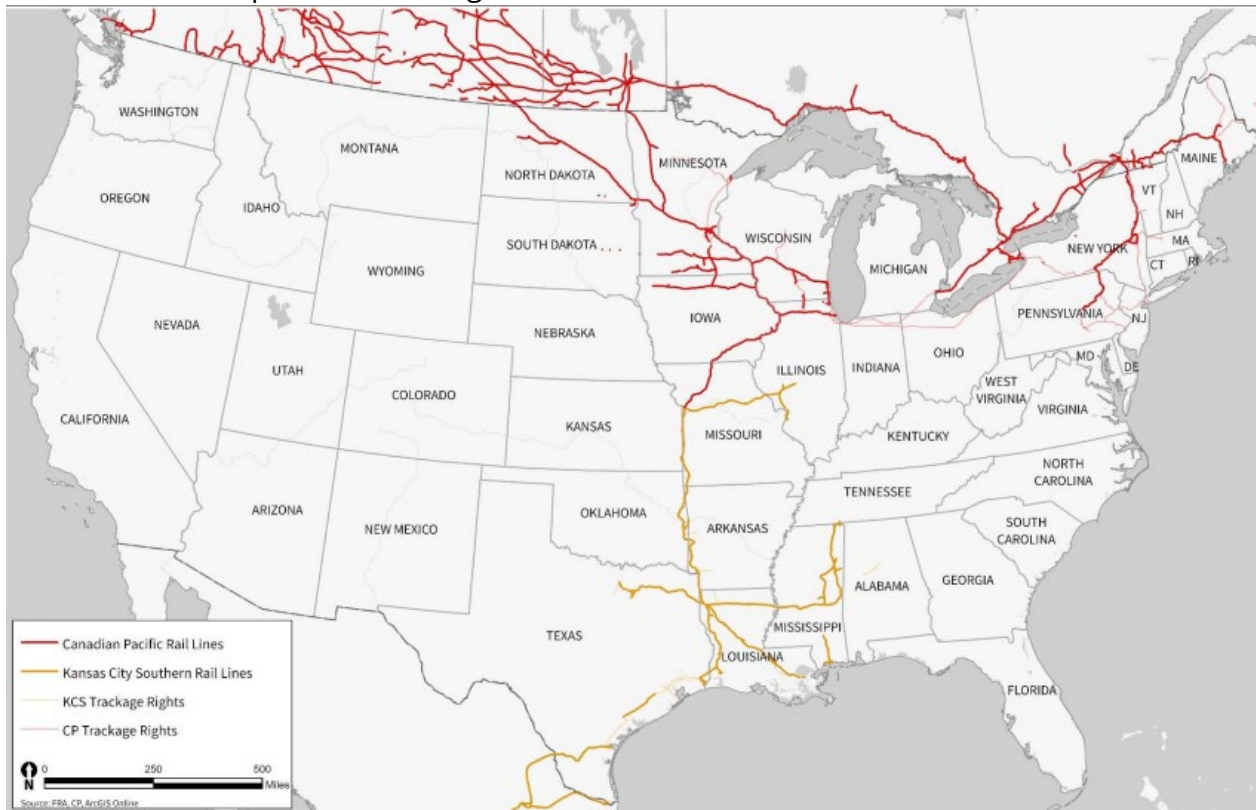 WASHINGTON
MONTANA
NORTH DAKOTA
MINNESOTA
MAINE
OREGON
IDAHO
SOUTH DAKOTA
WISCONSIN
VT
NH
NEW YORK
MA
CT
RI
WYOMING
MICHIGAN
IOWA
PENNSYLVANIA
NJ
NEVADA
NEBRASKA
OHIO
MD
DE
UTAH
ILLINOIS
INDIANA
COLORADO
WEST
VIRGINIA
VIRGINIA
CALIFORNIA
KANSAS
MISSOURI
KENTUCKY
NORTH
CAROLINA
TENNESSEE
ARIZONA
NEW MEXICO
OKLAHOMA
ARKANSAS
SOUTH
CAROLINA
ALABAMA
GEORGIA
TEXAS
MISSISSIPPI
LOUISIANA
FLORIDA
Canadian Pacific Rail Lines
Kansas City Southern Rail Lines
KCS Trackage Rights
CP Trackage Rights
N
0 250 500
Miles
Source: FRA, CP, ArcGIS Online